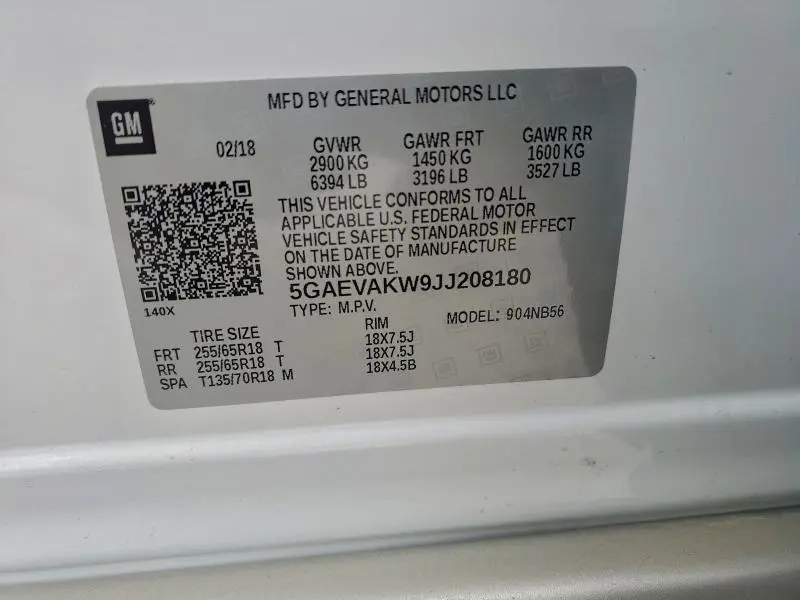 GM
MFD BY GENERAL MOTORS LLC
02/18 GVWR GAWR FRT GAWR RR
2900 KG 1450 KG 1600 KG
6394 LB 3196 LB 3527 LB
THIS VEHICLE CONFORMS TO ALL
APPLICABLE U.S. FEDERAL MOTOR
VEHICLE SAFETY STANDARDS IN EFFECT
ON THE DATE OF MANUFACTURE
SHOWN ABOVE.
5GAEVAKW9JJ208180
140X
TYPE: M.P.V. MODEL: 904NB56
TIRE SIZE RIM
FRT 255/65R18 T 18X7.5J
RR 255/65R18 T 18X7.5J
SPA T135/70R18 M 18X4.5B